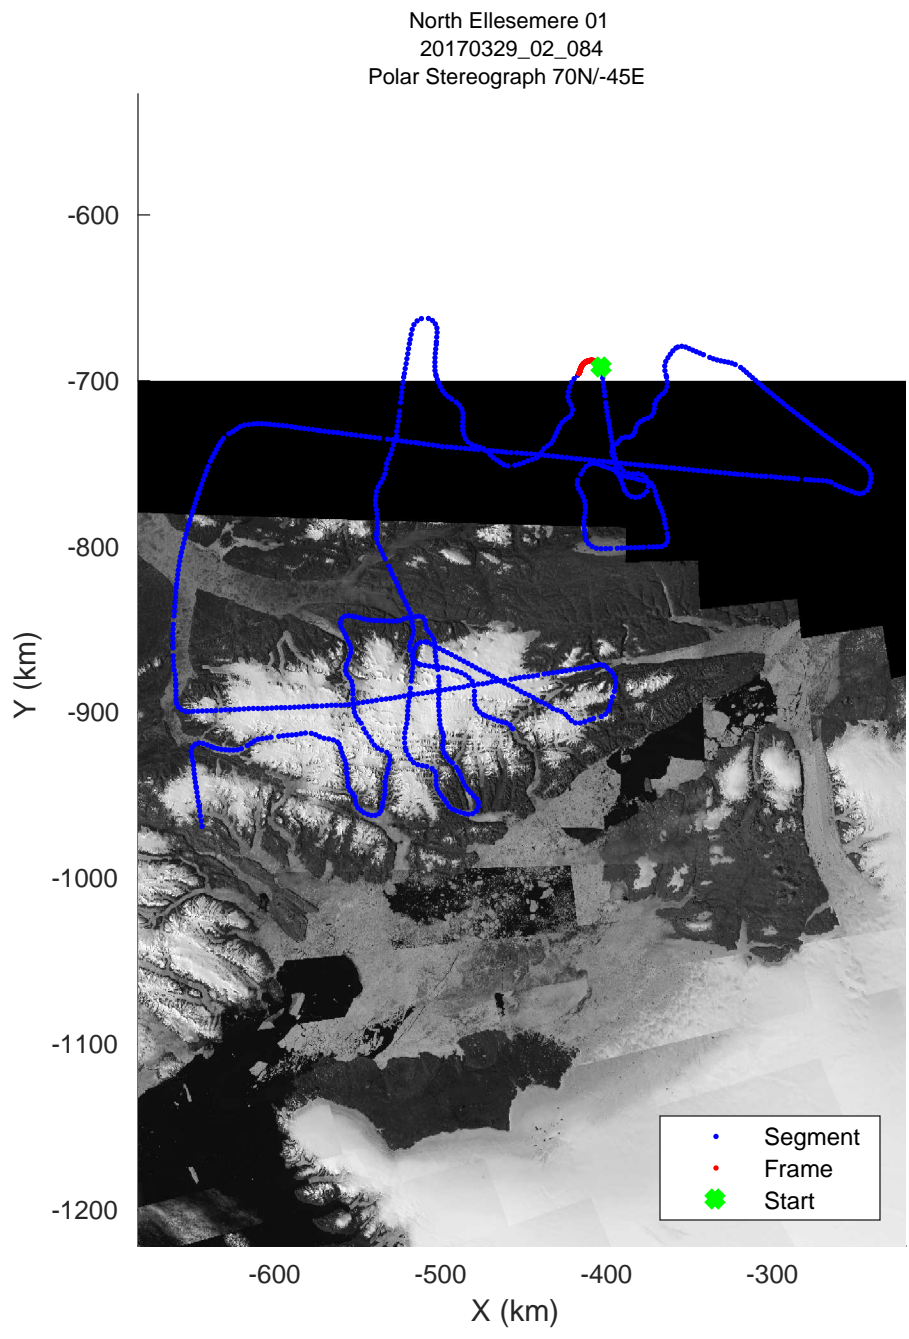 North Ellesemere 01
20170329_02_084
Polar Stereograph 70N/-45E
-600
-700
-800
-900
-1000
-1100
-1200
Y (km)
Segment
Frame
Start
-600
-500
-400
-300
X (km)